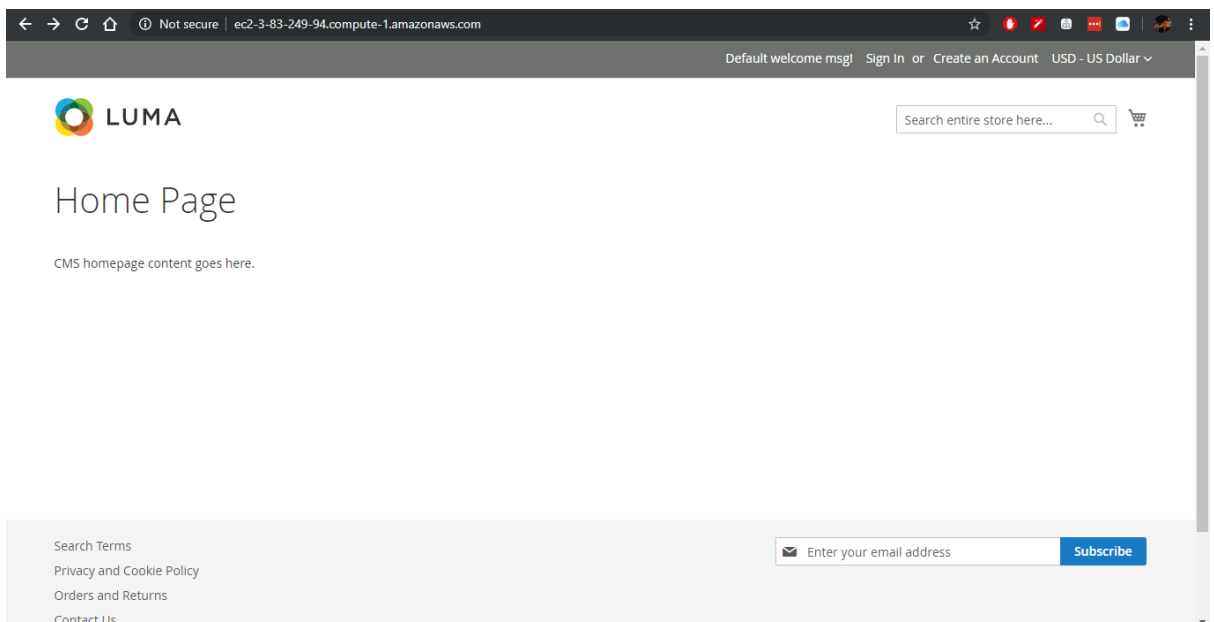 Not secure | ec2-3-83-249-94.compute-1.amazonaws.com
Default welcome msg! Sign In or Create an Account USD - US Dollar
LUMA
Search entire store here...
Home Page
CMS homepage content goes here.
Search Terms
Enter your email address Subscribe
Privacy and Cookie Policy
Orders and Returns
Contact Us